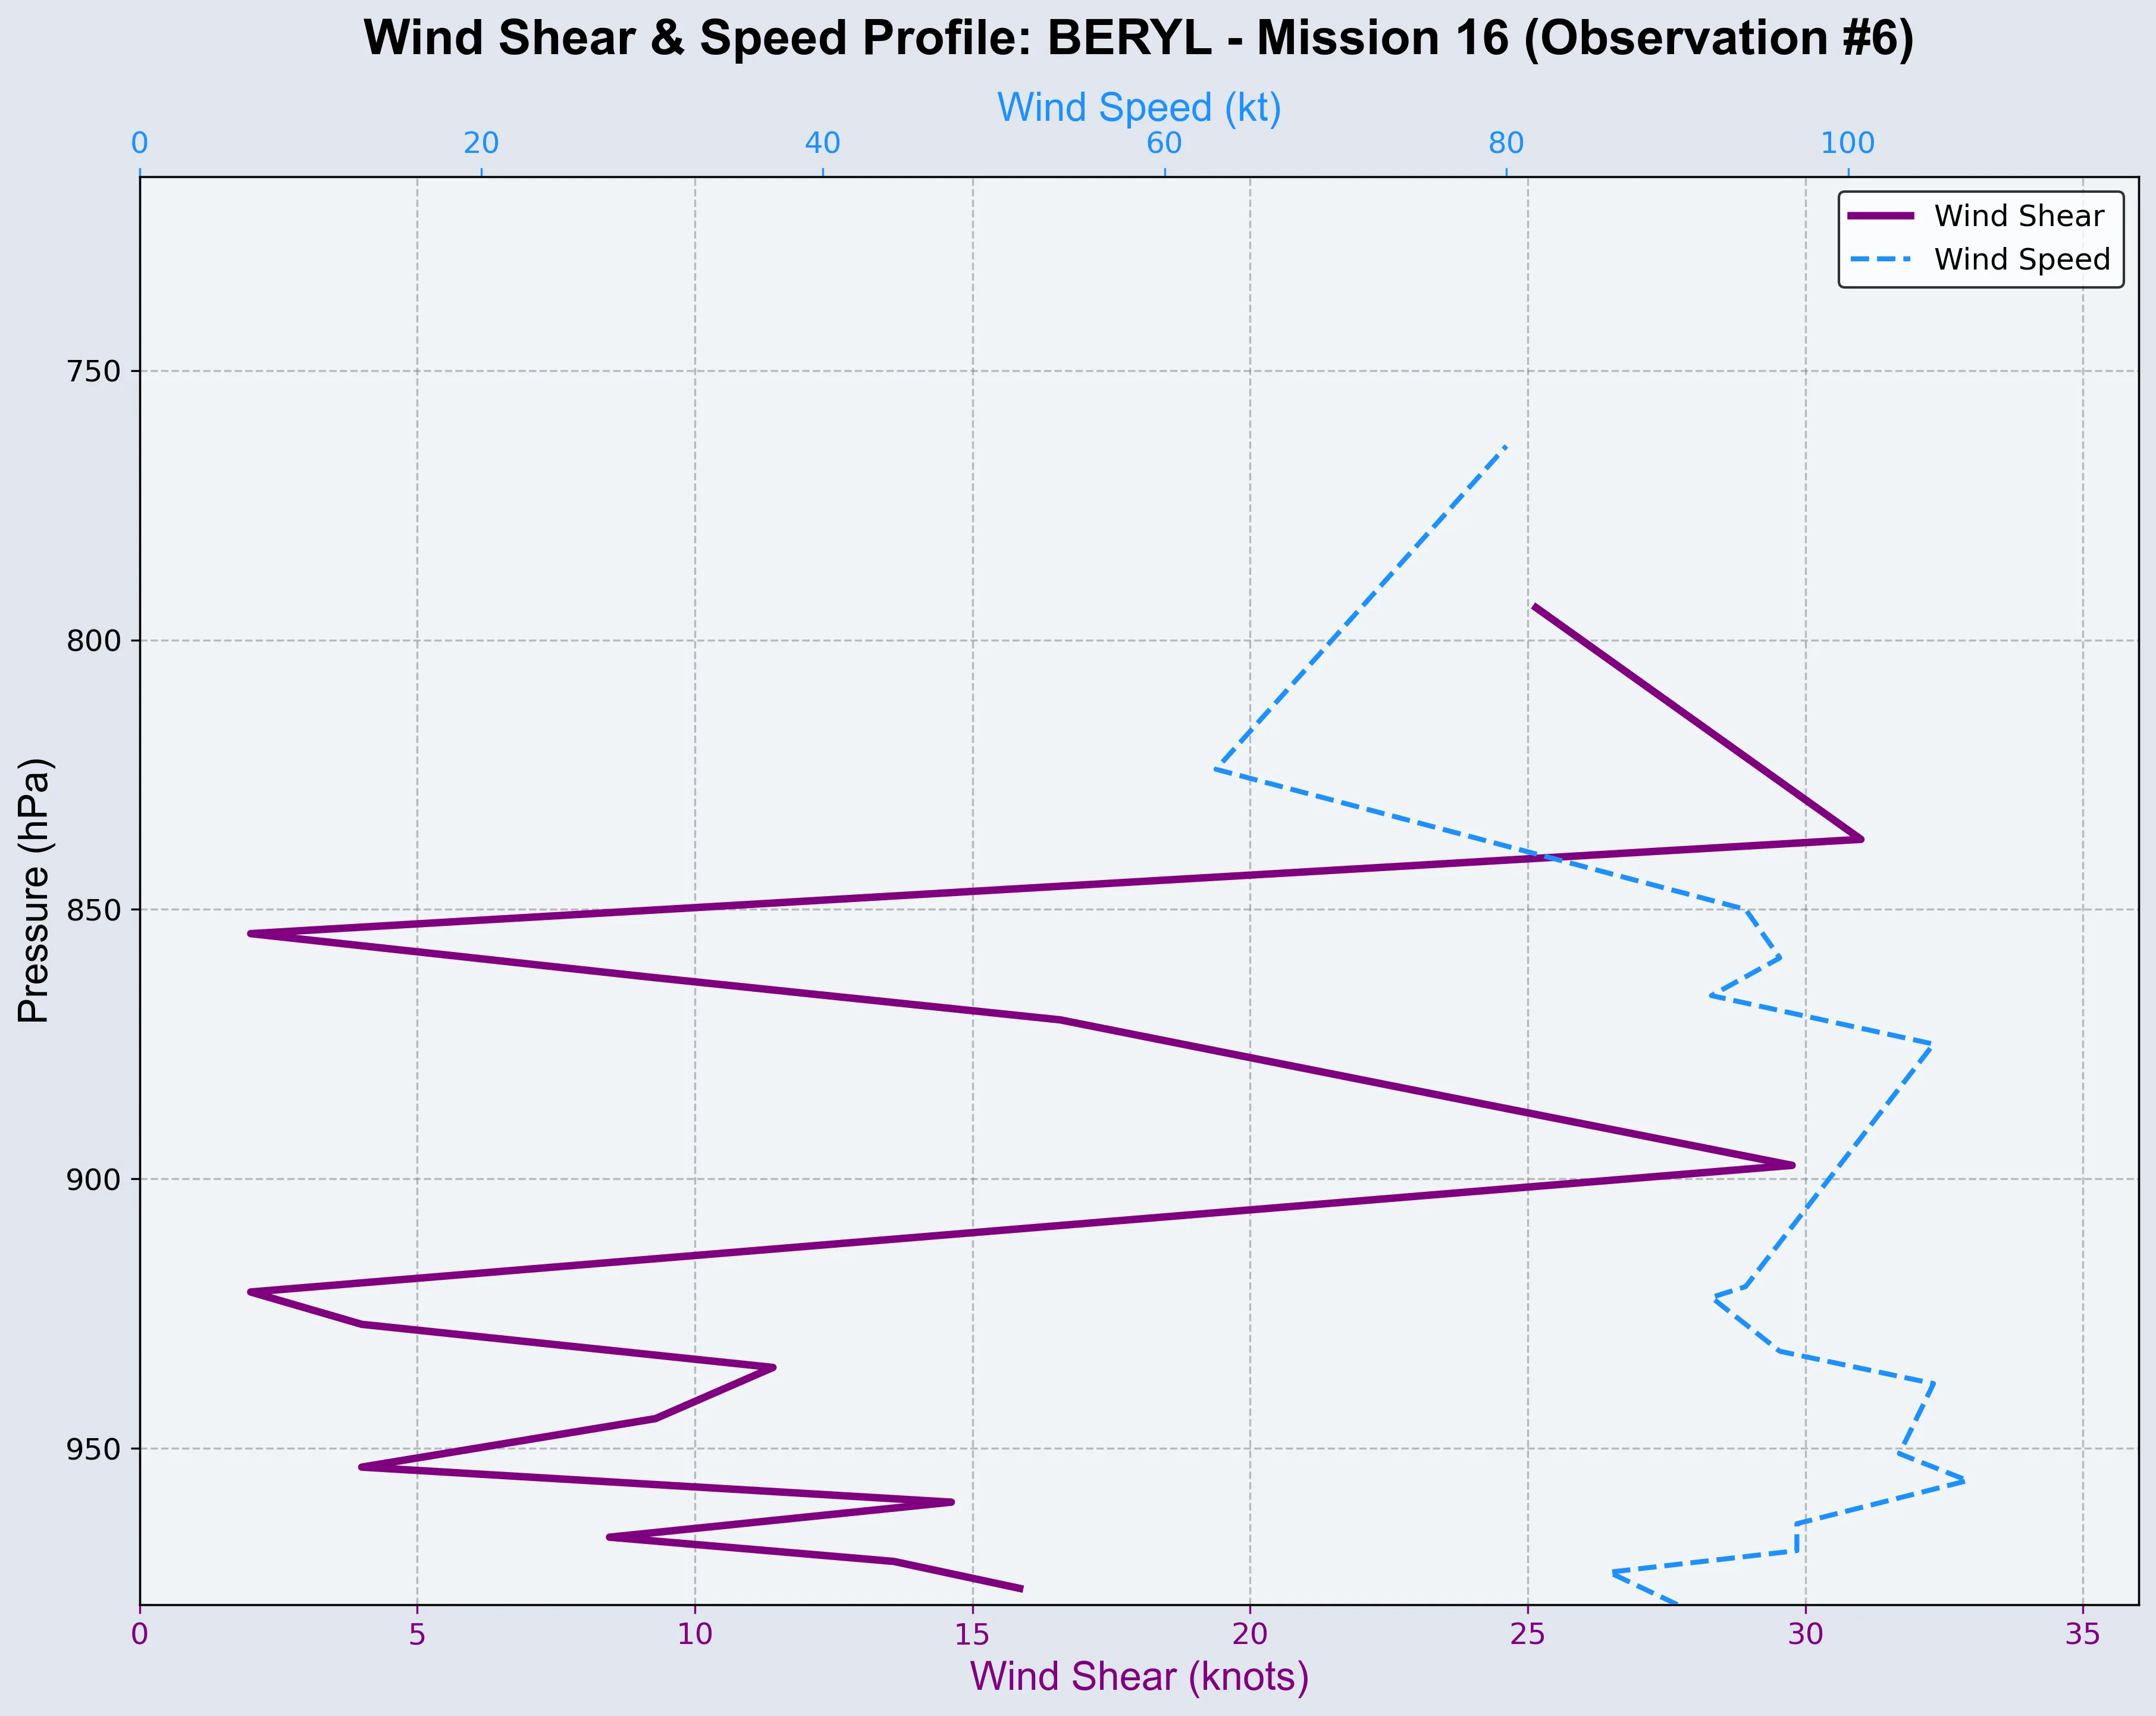 Wind Shear & Speed Profile: BERYL - Mission 16 (Observation #6)
Wind Speed (kt)
0 20 40 60 80 100
Wind Shear
Wind Speed
750
800
850
900
950
Pressure (hPa)
0 5 10 15 20 25 30 35
Wind Shear (knots)